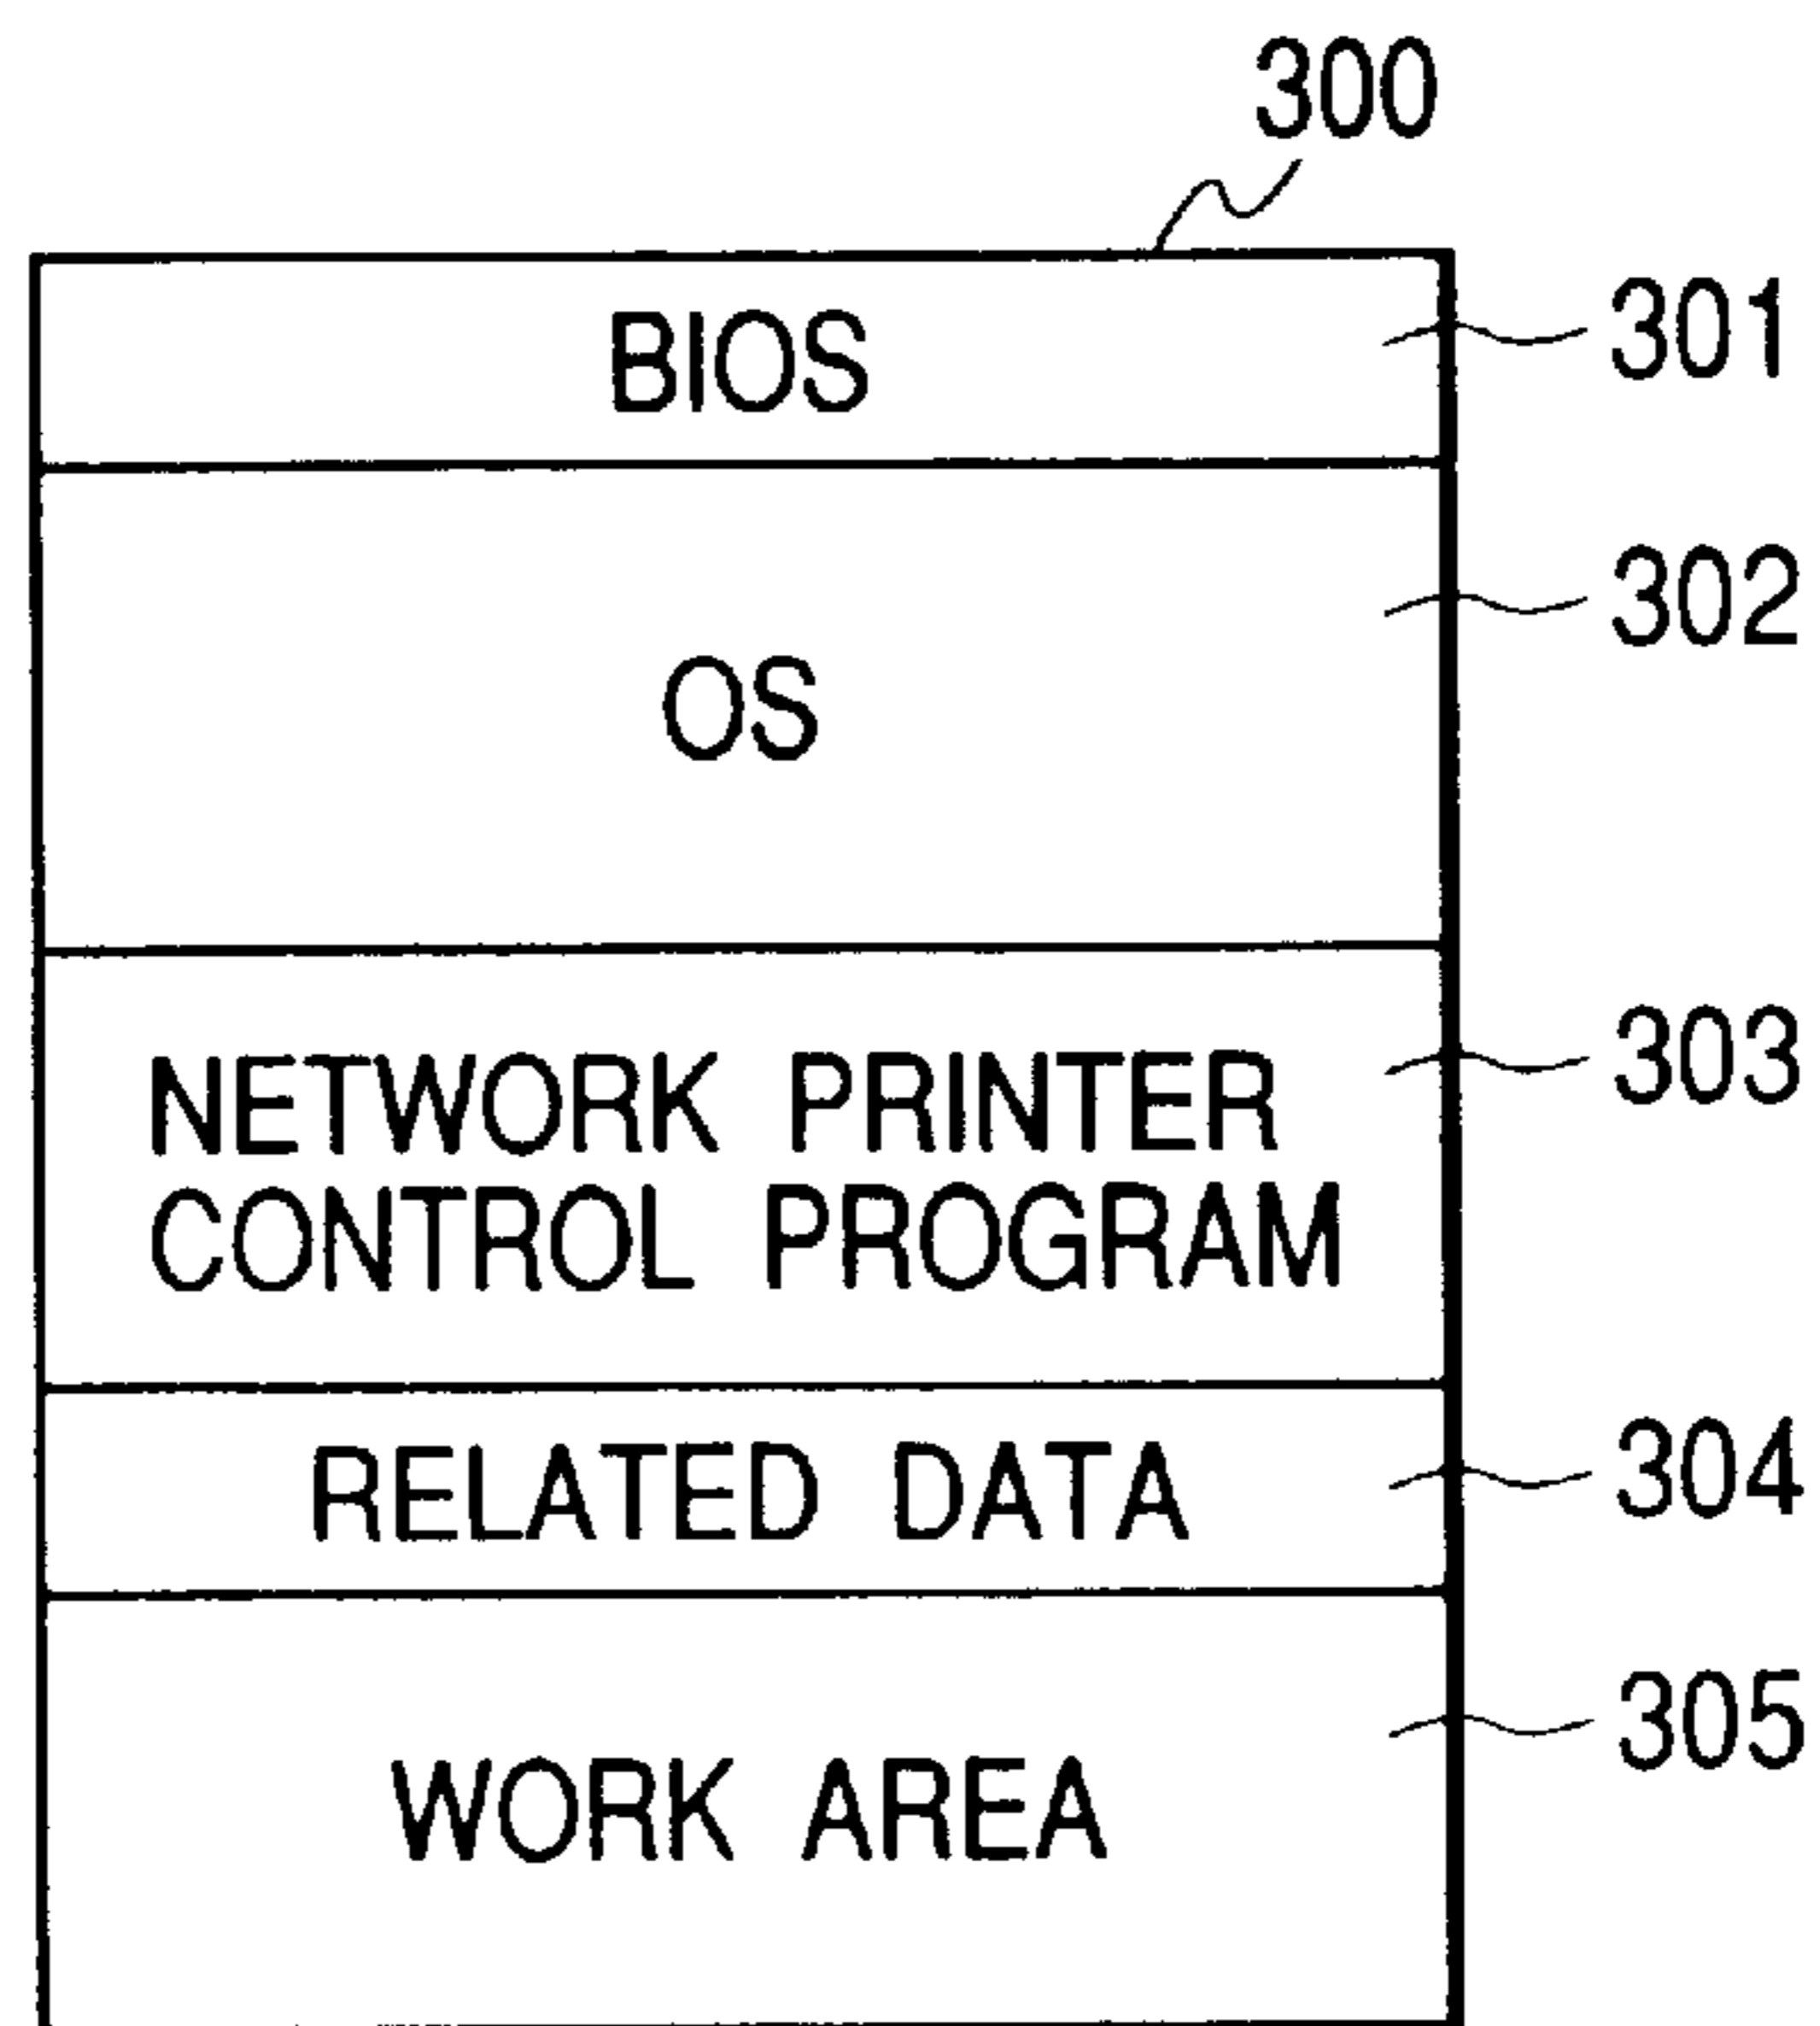 300
BIOS 301
OS 302
NETWORK PRINTER 303
CONTROL PROGRAM
RELATED DATA 304
WORK AREA 305